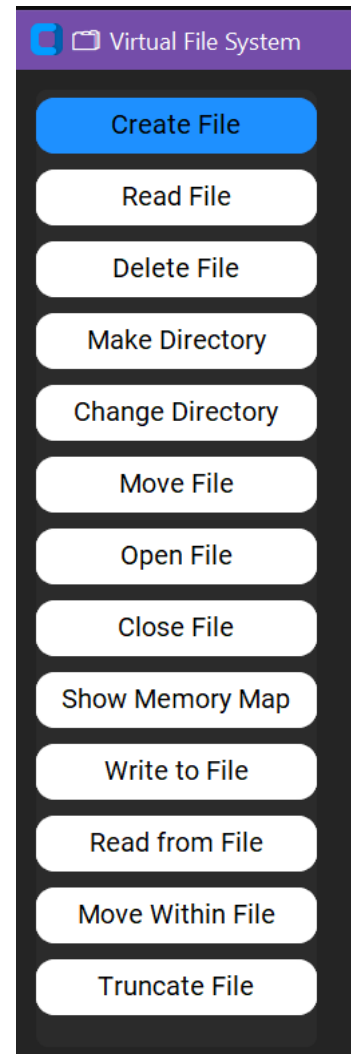 Virtual File System
Create File
Read File
Delete File
Make Directory
Change Directory
Move File
Open File
Close File
Show Memory Map
Write to File
Read from File
Move Within File
Truncate File